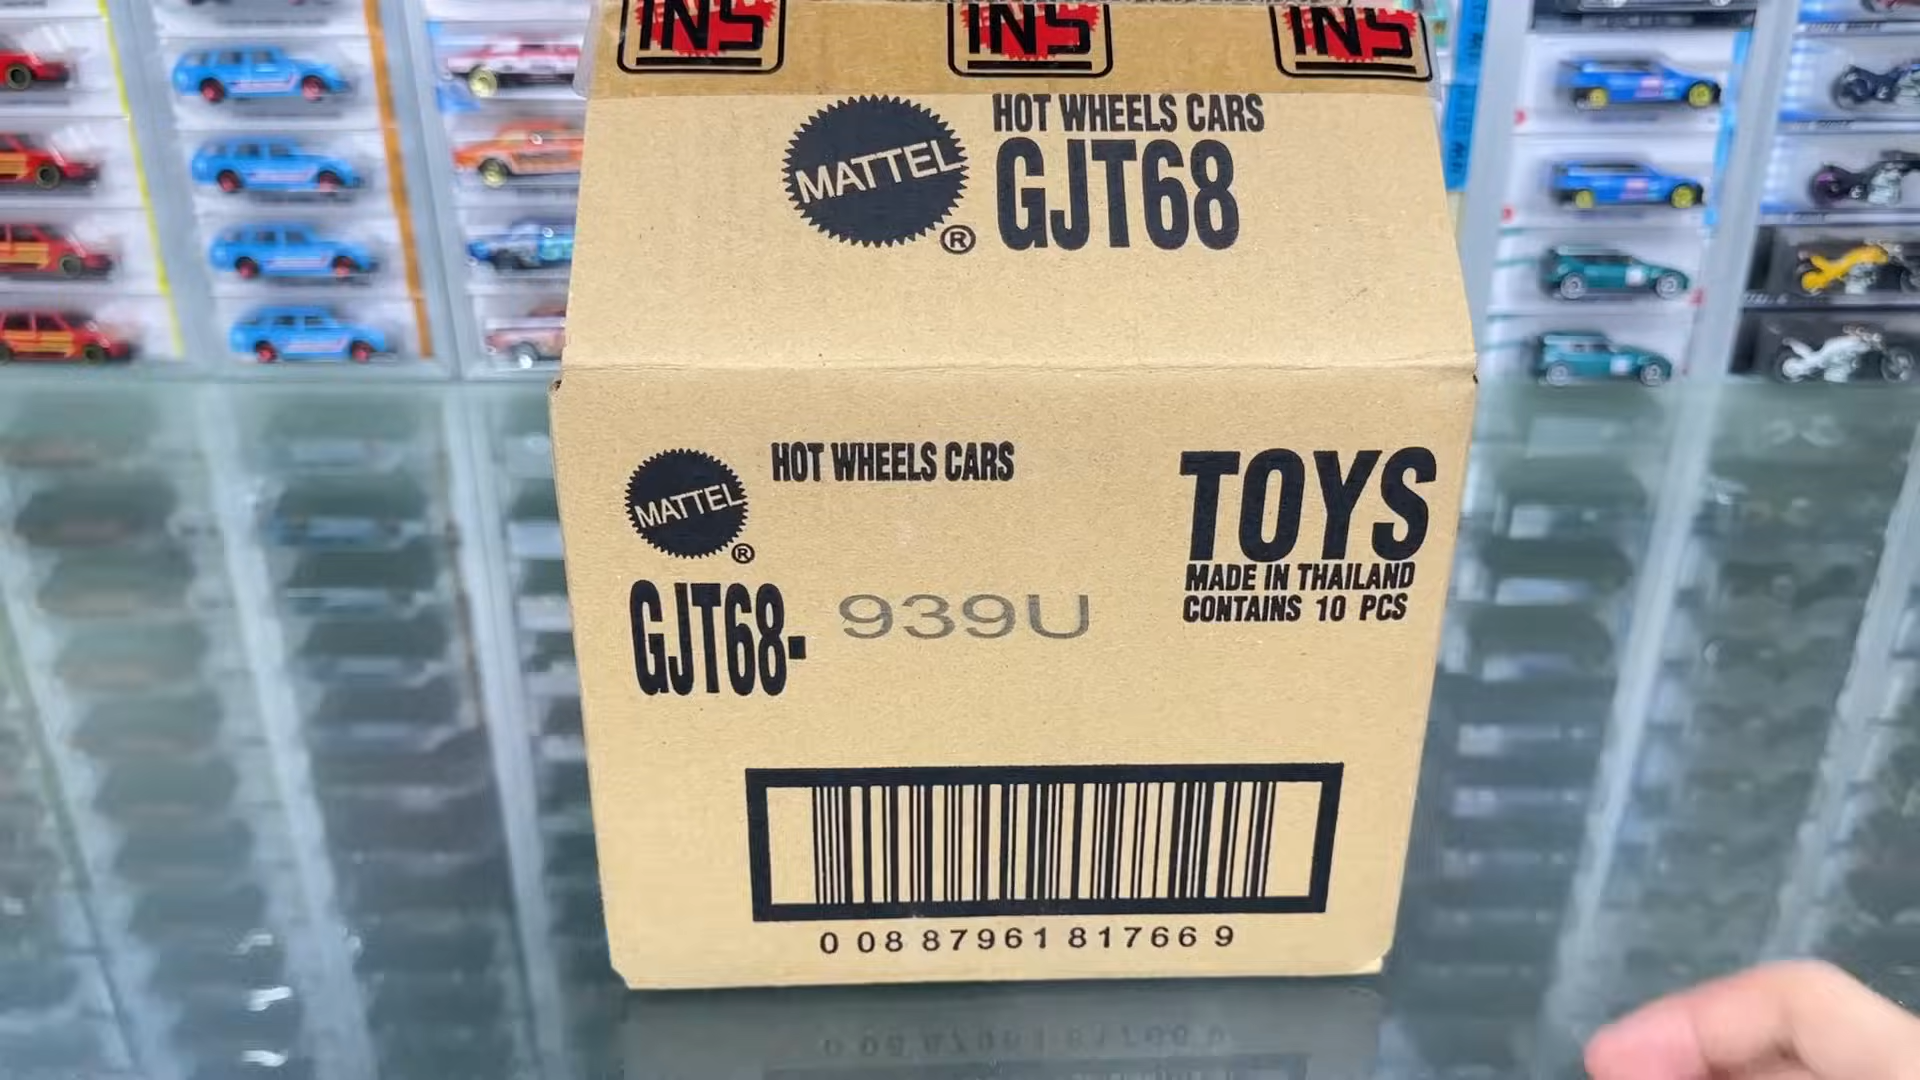 INS INS INS
MATTEL
®
HOT WHEELS CARS
GJT68
MATTEL
®
HOT WHEELS CARS
GJT68- 939U
TOYS
MADE IN THAILAND
CONTAINS 10 PCS
0 08 87961 81766 9